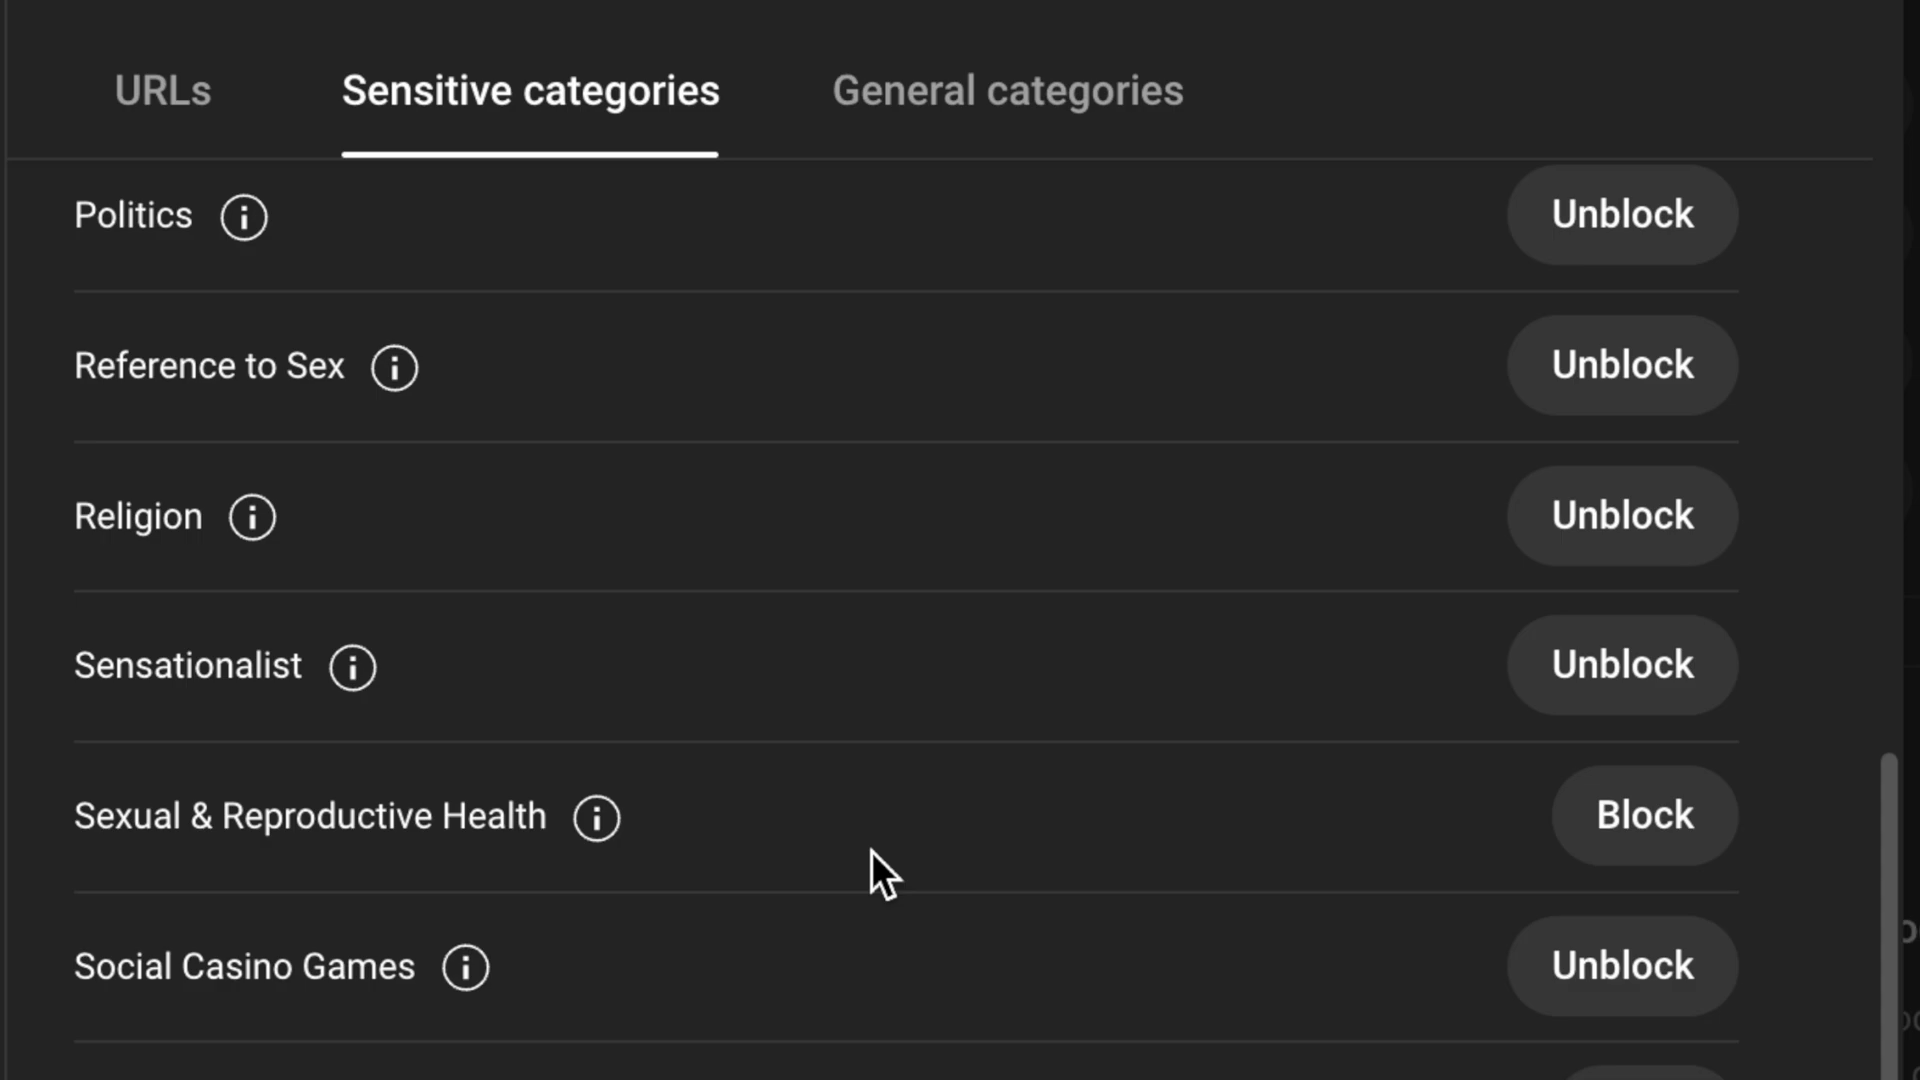 URLs
Sensitive categories
General categories
Politics
Unblock
Reference to Sex
Unblock
Religion
Unblock
Sensationalist
Unblock
Sexual & Reproductive Health
Block
Social Casino Games
Unblock